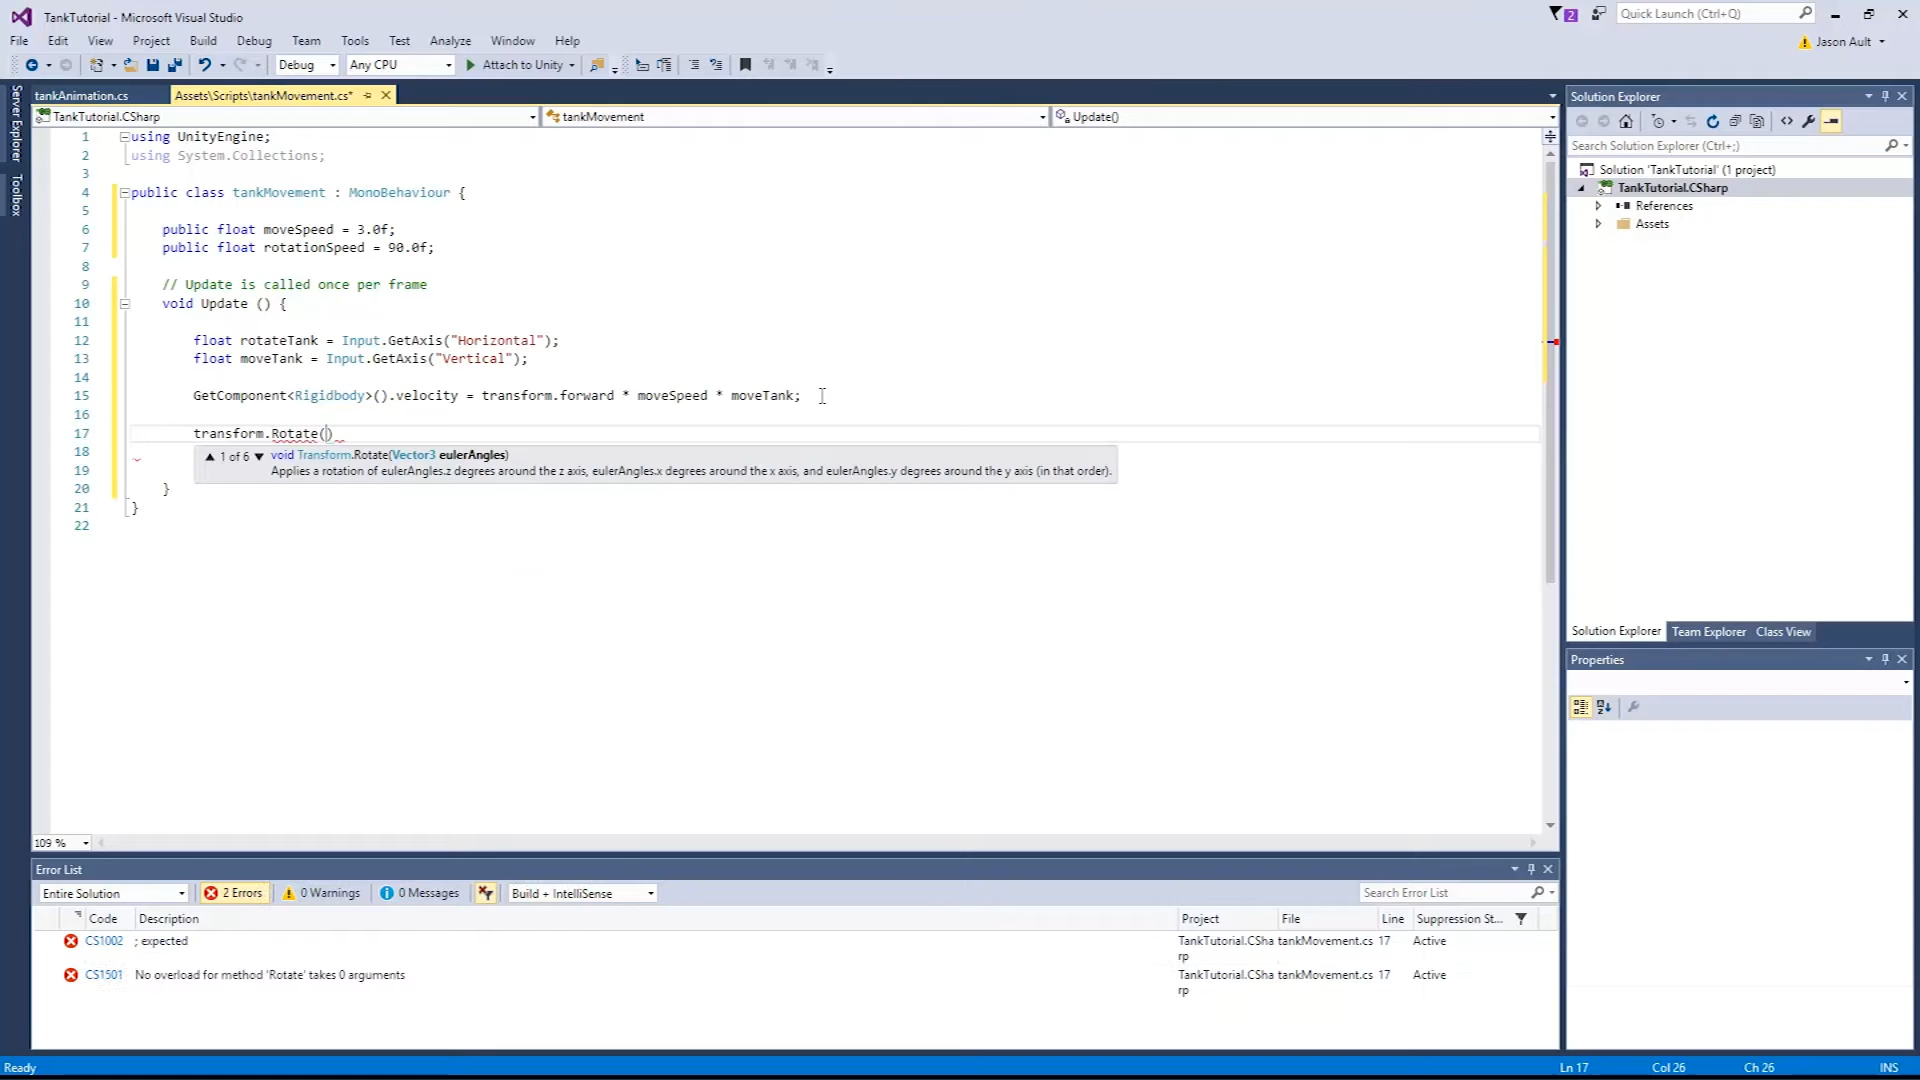 TankTutorial - Microsoft Visual Studio
2
Quick Launch (Ctrl+Q)
File Edit View Project Build Debug Team Tools Test Analyze Window Help
Jason Ault
Debug Any CPU Attach to Unity
Server Explorer
Toolbox
tankAnimation.cs Assets\Scripts\tankMovement.cs*
TankTutorial.CSharp tankMovement Update()
1 using UnityEngine;
2 using System.Collections;
3
4 public class tankMovement : MonoBehaviour {
5
6 public float moveSpeed = 3.0f;
7 public float rotationSpeed = 90.0f;
8
9 // Update is called once per frame
10 void Update () {
11
12 float rotateTank = Input.GetAxis("Horizontal");
13 float moveTank = Input.GetAxis("Vertical");
14
15 GetComponent<Rigidbody>().velocity = transform.forward * moveSpeed * moveTank;
16
17 transform.Rotate()
18 1 of 6 void Transform.Rotate(Vector3 eulerAngles)
19 Applies a rotation of eulerAngles.z degrees around the z axis, eulerAngles.x degrees around the x axis, and eulerAngles.y degrees around the y axis (in that order).
20 }
21 }
22
109 %
Solution Explorer
Search Solution Explorer (Ctrl+;)
Solution 'TankTutorial' (1 project)
TankTutorial.CSharp
References
Assets
Solution Explorer Team Explorer Class View
Properties
Error List
Entire Solution 2 Errors 0 Warnings 0 Messages Build + IntelliSense Search Error List
Code Description Project File Line Suppression St...
CS1002 ; expected TankTutorial.CSha tankMovement.cs 17 Active
rp
CS1501 No overload for method 'Rotate' takes 0 arguments TankTutorial.CSha tankMovement.cs 17 Active
rp
Ready Ln 17 Col 26 Ch 26 INS